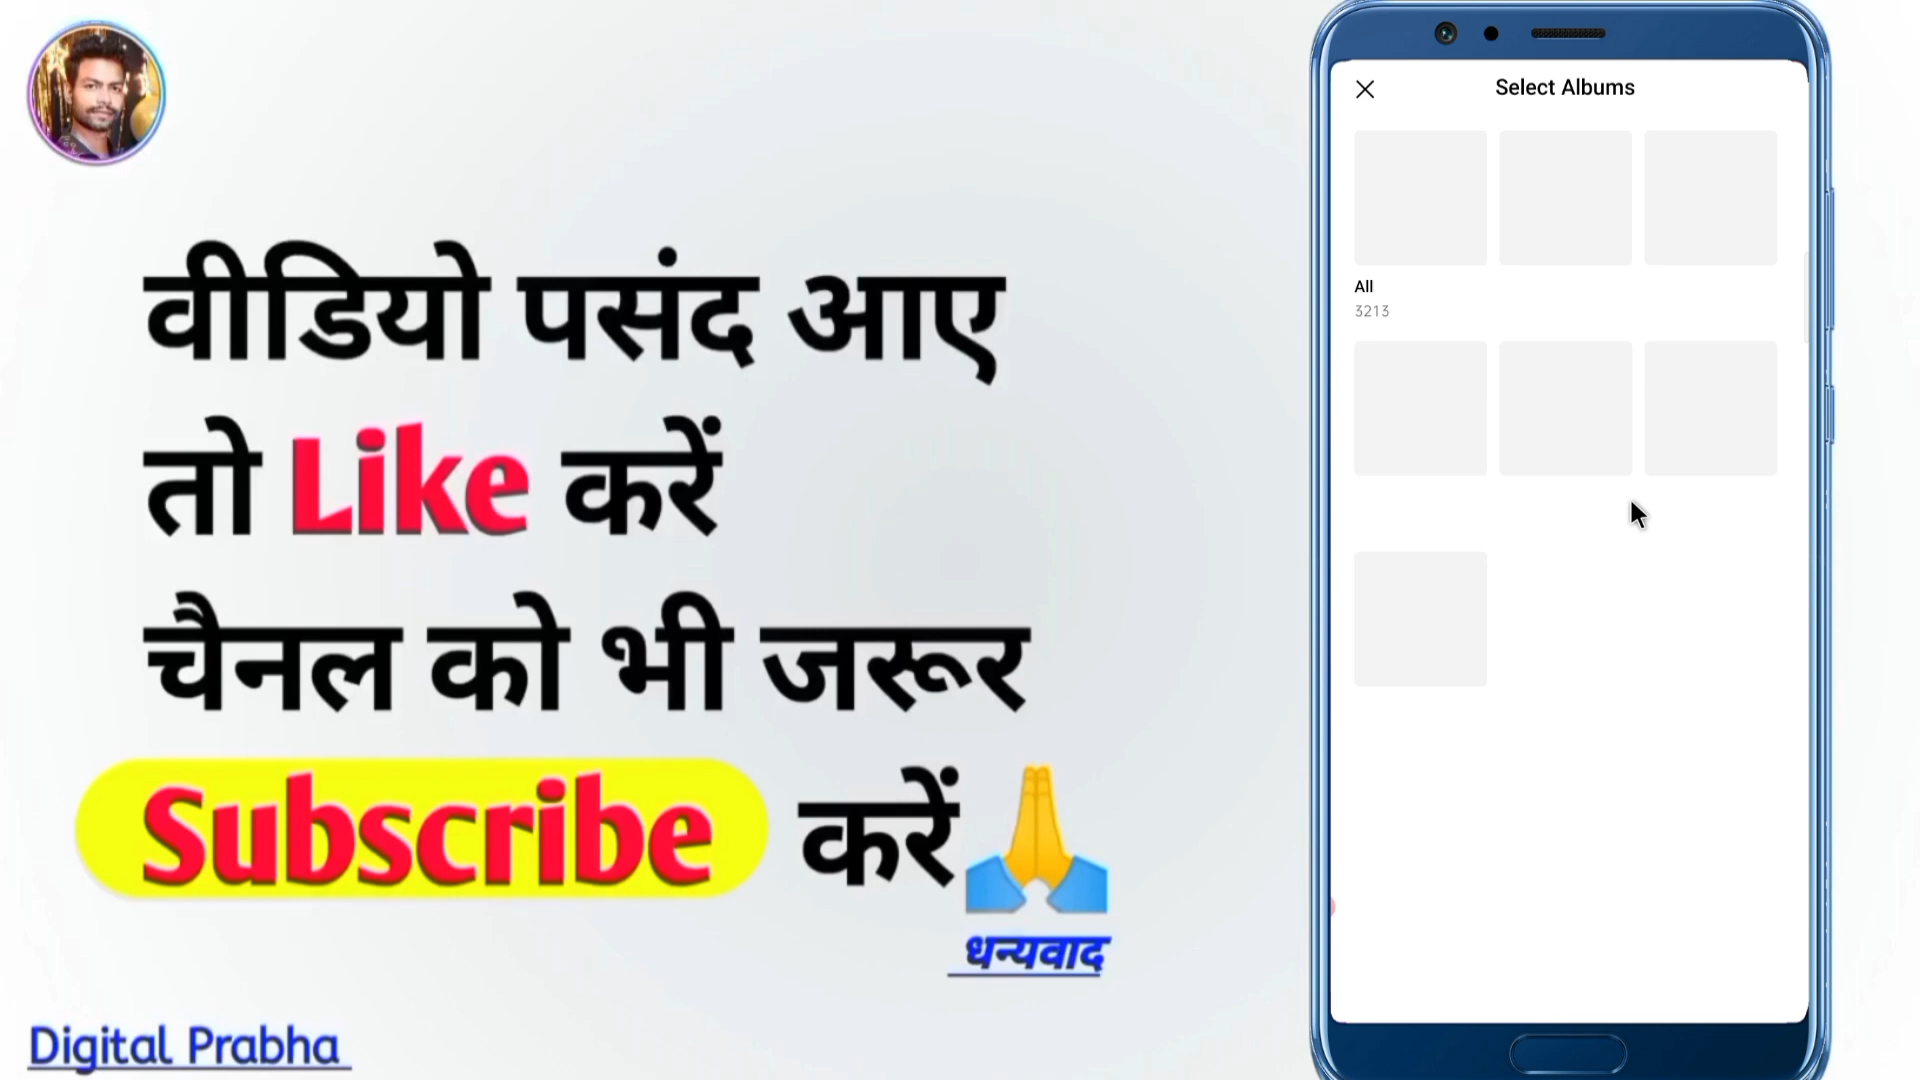 वीडियो पसंद आए
तो Like करें
चैनल को भी जरूर
Subscribe करें
धन्यवाद
Digital Prabha
Select Albums
All
3213